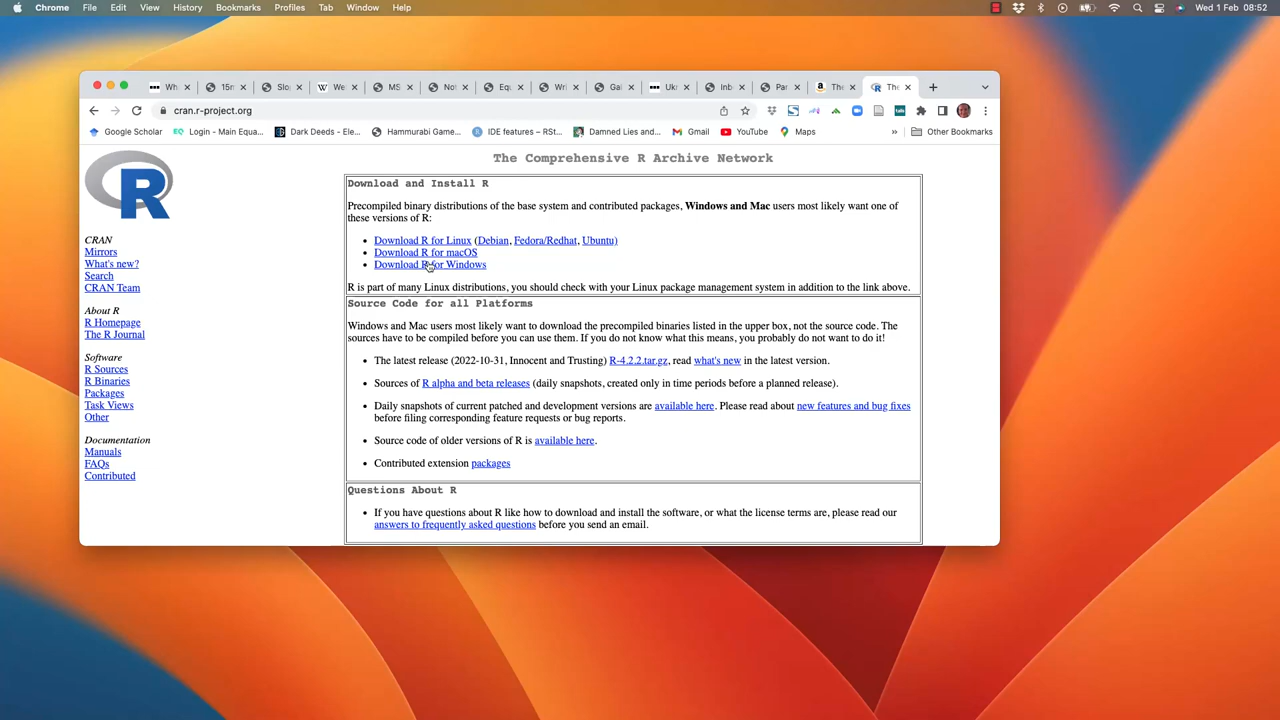 Chrome File Edit View History Bookmarks Profiles Tab Window Help Wed 1 Feb 08:52
Wh 15m Slo We MS Not Equ Wri Gal Ukr Inb Par The The
cran.r-project.org
Google Scholar Login - Main Equa... Dark Deeds - Ele... Hammurabi Game... IDE features – RSt... Damned Lies and... Gmail YouTube Maps » Other Bookmarks
R
The Comprehensive R Archive Network
CRAN
Mirrors
What's new?
Search
CRAN Team
About R
R Homepage
The R Journal
Software
R Sources
R Binaries
Packages
Task Views
Other
Documentation
Manuals
FAQs
Contributed
Download and Install R
Precompiled binary distributions of the base system and contributed packages, Windows and Mac users most likely want one of
these versions of R:
• Download R for Linux (Debian, Fedora/Redhat, Ubuntu)
• Download R for macOS
• Download R for Windows
R is part of many Linux distributions, you should check with your Linux package management system in addition to the link above.
Source Code for all Platforms
Windows and Mac users most likely want to download the precompiled binaries listed in the upper box, not the source code. The
sources have to be compiled before you can use them. If you do not know what this means, you probably do not want to do it!
• The latest release (2022-10-31, Innocent and Trusting) R-4.2.2.tar.gz, read what's new in the latest version.
• Sources of R alpha and beta releases (daily snapshots, created only in time periods before a planned release).
• Daily snapshots of current patched and development versions are available here. Please read about new features and bug fixes
before filing corresponding feature requests or bug reports.
• Source code of older versions of R is available here.
• Contributed extension packages
Questions About R
• If you have questions about R like how to download and install the software, or what the license terms are, please read our
answers to frequently asked questions before you send an email.